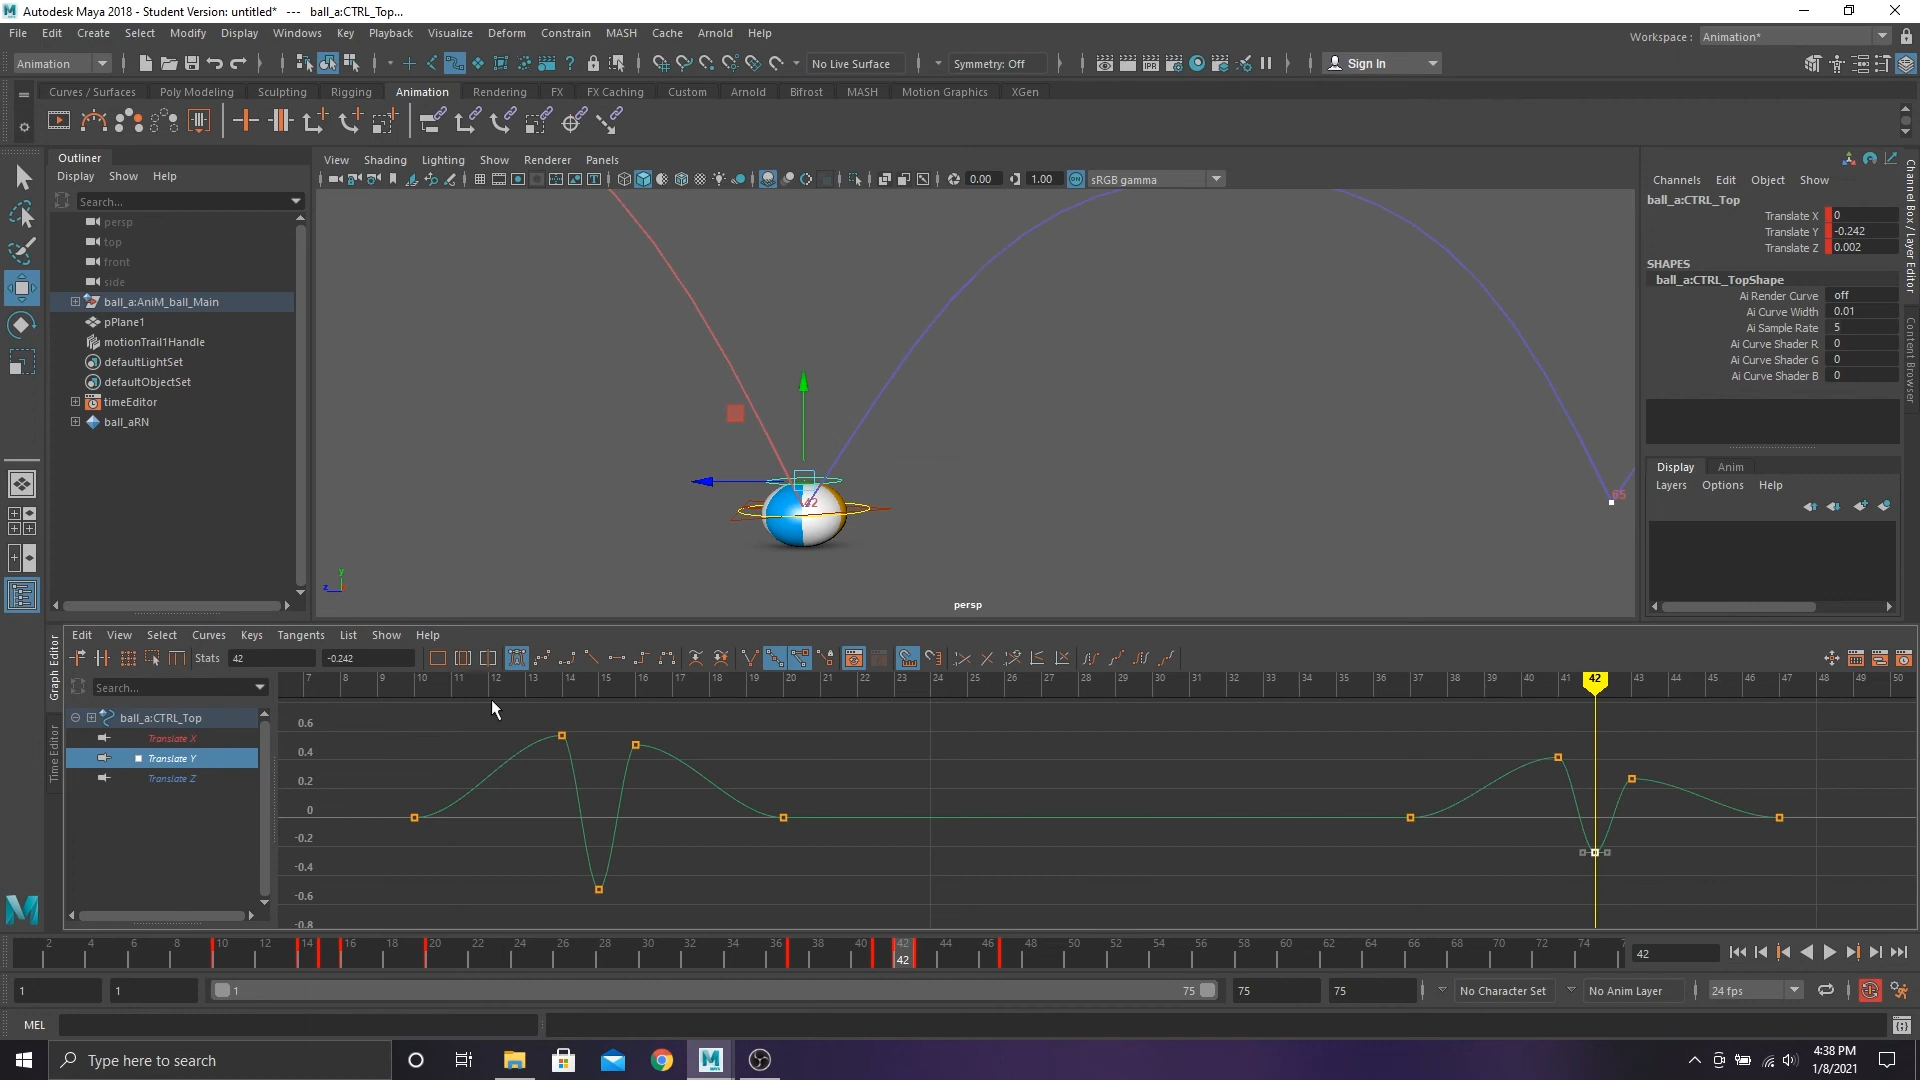 Autodesk Maya 2018 - Student Version: untitled* --- ball_a:CTRL_Top...
File Edit Create Select Modify Display Windows Key Playback Visualize Deform Constrain MASH Cache Arnold Help
Workspace : Animation*
Animation No Live Surface Symmetry: Off Sign In
Curves / Surfaces Poly Modeling Sculpting Rigging Animation Rendering FX FX Caching Custom Arnold Bifrost MASH Motion Graphics XGen
Outliner
Display Show Help
Search...
persp
top
front
side
ball_a:AniM_ball_Main
pPlane1
motionTrail1Handle
defaultLightSet
defaultObjectSet
timeEditor
ball_aRN
View Shading Lighting Show Renderer Panels
0.00 1.00 sRGB gamma
42
65
y
z
persp
Channels Edit Object Show
ball_a:CTRL_Top
Translate X 0
Translate Y -0.242
Translate Z 0.002
SHAPES
ball_a:CTRL_TopShape
Ai Render Curve off
Ai Curve Width 0.01
Ai Sample Rate 5
Ai Curve Shader R 0
Ai Curve Shader G 0
Ai Curve Shader B 0
Channel Box / Layer Editor
Content Browser
Display Anim
Layers Options Help
Graph Editor
Time Editor
Edit View Select Curves Keys Tangents List Show Help
Stats 42 -0.242
Search...
ball_a:CTRL_Top
Translate X
Translate Y
Translate Z
7 8 9 10 11 12 13 14 15 16 17 18 19 20 21 22 23 24 25 26 27 28 29 30 31 32 33 34 35 36 37 38 39 40 41 42 43 44 45 46 47 48 49 50
0.6
0.4
0.2
0
-0.2
-0.4
-0.6
-0.8
2 4 6 8 10 12 14 16 18 20 22 24 26 28 30 32 34 36 38 40 42 44 46 48 50 52 54 56 58 60 62 64 66 68 70 72 74
42
42
1 1 1 75 75 75 No Character Set No Anim Layer 24 fps
MEL
Type here to search
4:38 PM
1/8/2021